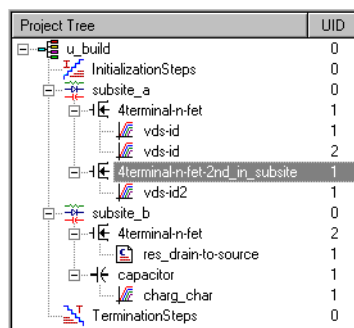 Project Tree UID
u_build 0
InitializationSteps 0
subsite_a 0
4terminal-n-fet 1
vds-id 1
vds-id 2
4terminal-n-fet-2nd_in_subsite 1
vds-id2 1
subsite_b 0
4terminal-n-fet 2
res_drain-to-source 1
capacitor 1
charg_char 1
TerminationSteps 0